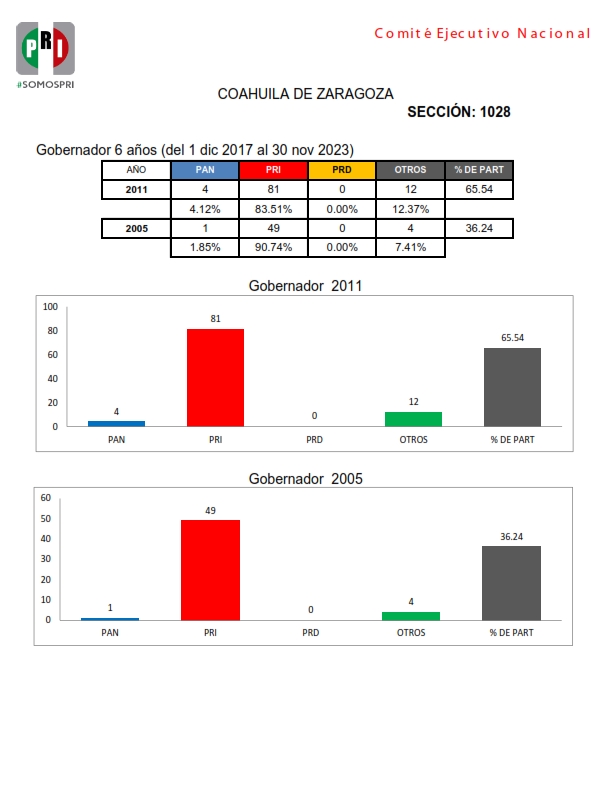 PRI
#SOMOSPRI
Comité Ejecutivo Nacional
COAHUILA DE ZARAGOZA
SECCIÓN: 1028
Gobernador 6 años (del 1 dic 2017 al 30 nov 2023)
AÑO PAN PRI PRD OTROS % DE PART
2011 4 81 0 12 65.54
4.12% 83.51% 0.00% 12.37%
2005 1 49 0 4 36.24
1.85% 90.74% 0.00% 7.41%
Gobernador 2011
100
80
60
40
20
0
4 81 0 12 65.54
PAN PRI PRD OTROS % DE PART
Gobernador 2005
60
50
40
30
20
10
0
1 49 0 4 36.24
PAN PRI PRD OTROS % DE PART